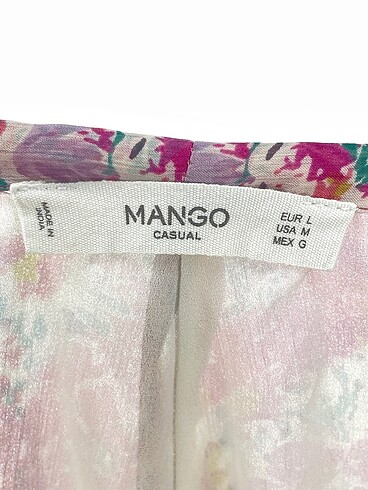 MADE IN
INDIA
MANGO
CASUAL
EUR L
USA M
MEX G